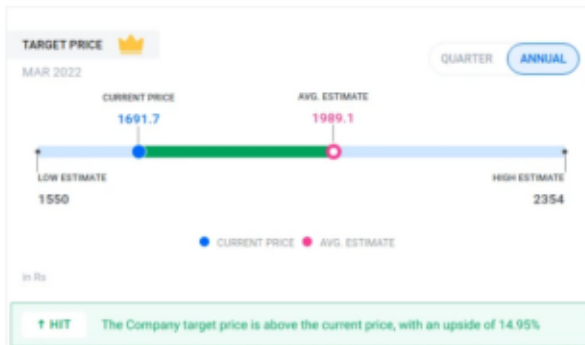 TARGET PRICE
MAR 2022
QUARTER ANNUAL
CURRENT PRICE AVG. ESTIMATE
1691.7 1989.1
LOW ESTIMATE HIGH ESTIMATE
1550 2354
CURRENT PRICE AVG. ESTIMATE
in Rs
↑ HIT The Company target price is above the current price, with an upside of 14.95%